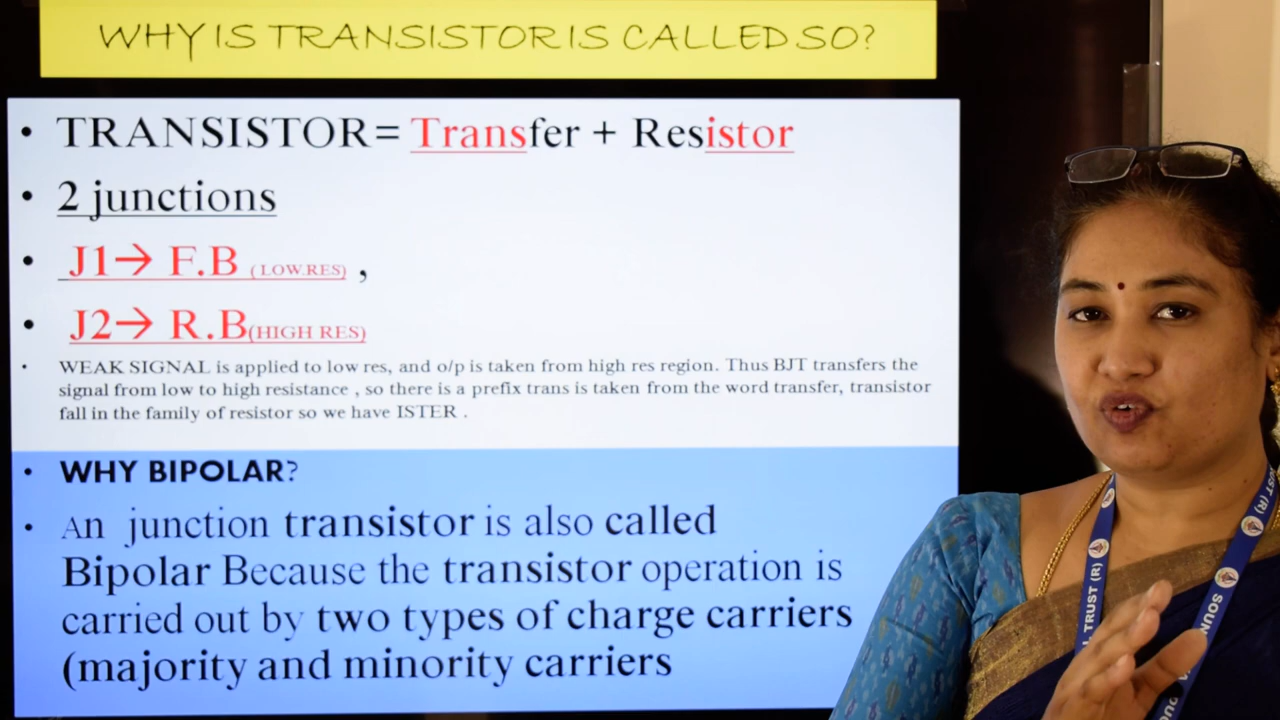 WHY IS TRANSISTOR IS CALLED SO?
• TRANSISTOR= Transfer + Resistor
• 2 junctions
• J1→ F.B (LOW.RES) ,
• J2→ R.B(HIGH RES)
• WEAK SIGNAL is applied to low res, and o/p is taken from high res region. Thus BJT transfers the
signal from low to high resistance , so there is a prefix trans is taken from the word transfer, transistor
fall in the family of resistor so we have ISTER .
• WHY BIPOLAR?
• An junction transistor is also called
Bipolar Because the transistor operation is
carried out by two types of charge carriers
(majority and minority carriers
TRUST (R)
TRUST (R)